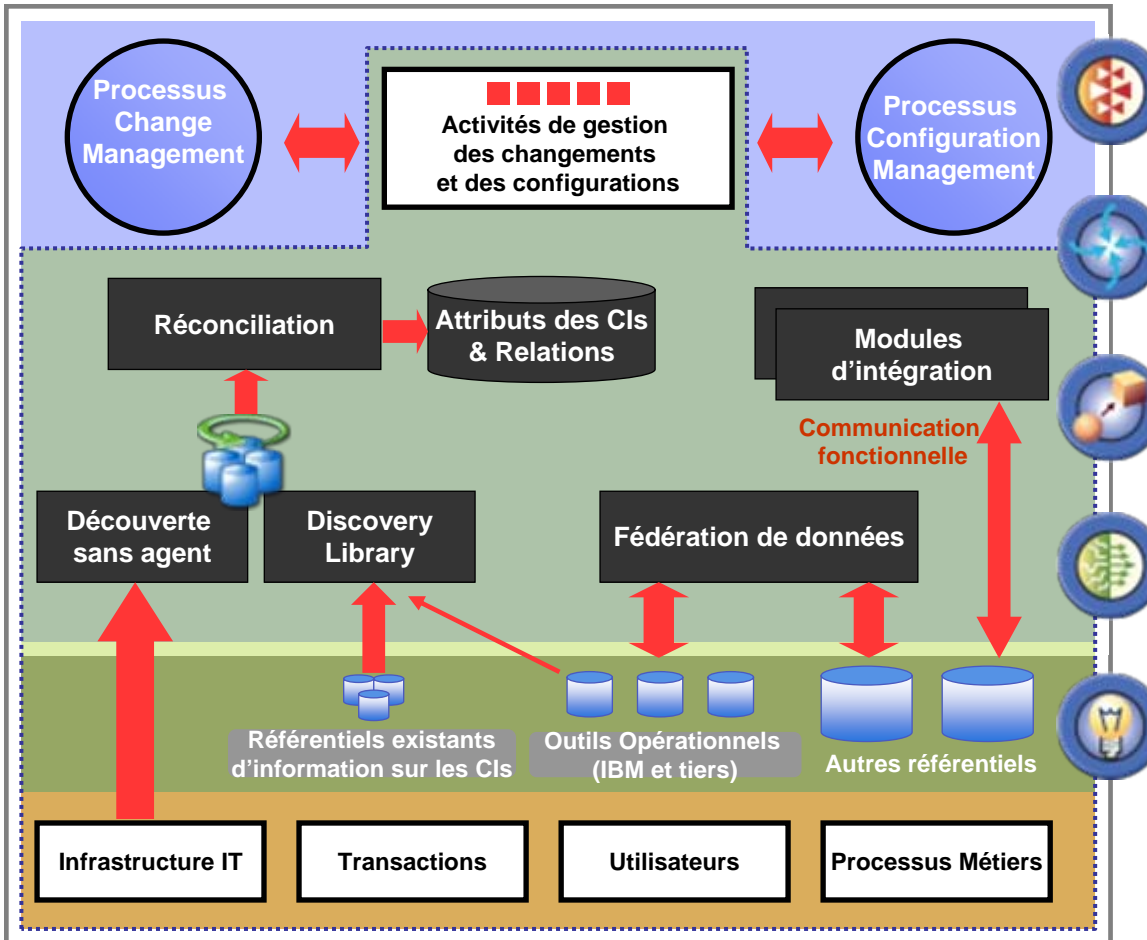 Processus
Change
Management
Activités de gestion
des changements
et des configurations
Processus
Configuration
Management
Réconciliation
Attributs des CIs
& Relations
Modules
d’intégration
Communication
fonctionnelle
Découverte
sans agent
Discovery
Library
Fédération de données
Référentiels existants
d’information sur les CIs
Outils Opérationnels
(IBM et tiers)
Autres référentiels
Infrastructure IT
Transactions
Utilisateurs
Processus Métiers